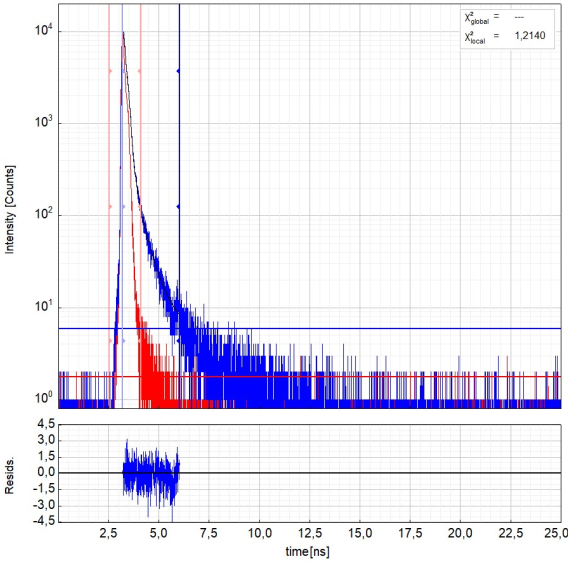 χ²global = ---
χ²local = 1,2140
Intensity [Counts]
10⁴
10³
10²
10¹
10⁰
Resids.
4,5
3,0
1,5
0,0
-1,5
-3,0
-4,5
2,5 5,0 7,5 10,0 12,5 15,0 17,5 20,0 22,5 25,0
time[ns]